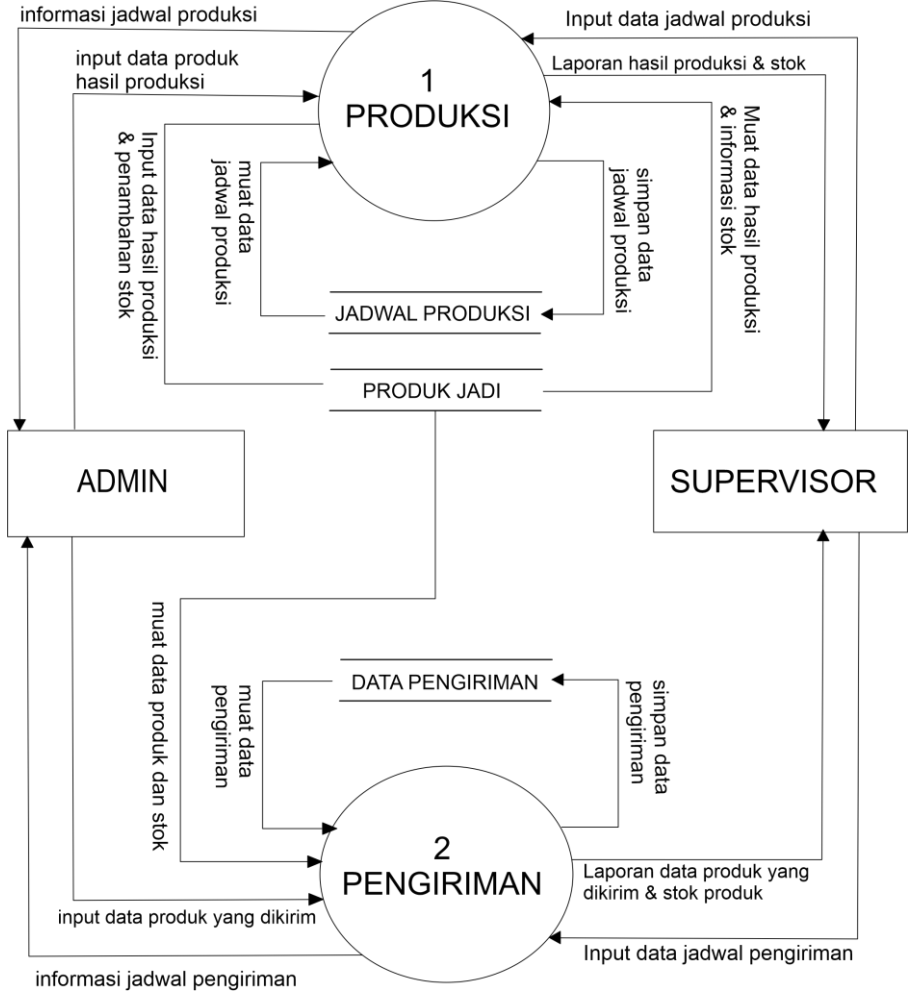 informasi jadwal produksi
Input data jadwal produksi
input data produk
hasil produksi
1
PRODUKSI
Laporan hasil produksi & stok
Input data hasil produksi
& penambahan stok
muat data
jadwal produksi
simpan data
jadwal produksi
Muat data hasil produksi
& informasi stok
JADWAL PRODUKSI
PRODUK JADI
ADMIN
SUPERVISOR
muat data produk dan stok
muat data
pengiriman
DATA PENGIRIMAN
simpan data
pengiriman
2
PENGIRIMAN
Laporan data produk yang
dikirim & stok produk
input data produk yang dikirim
Input data jadwal pengiriman
informasi jadwal pengiriman